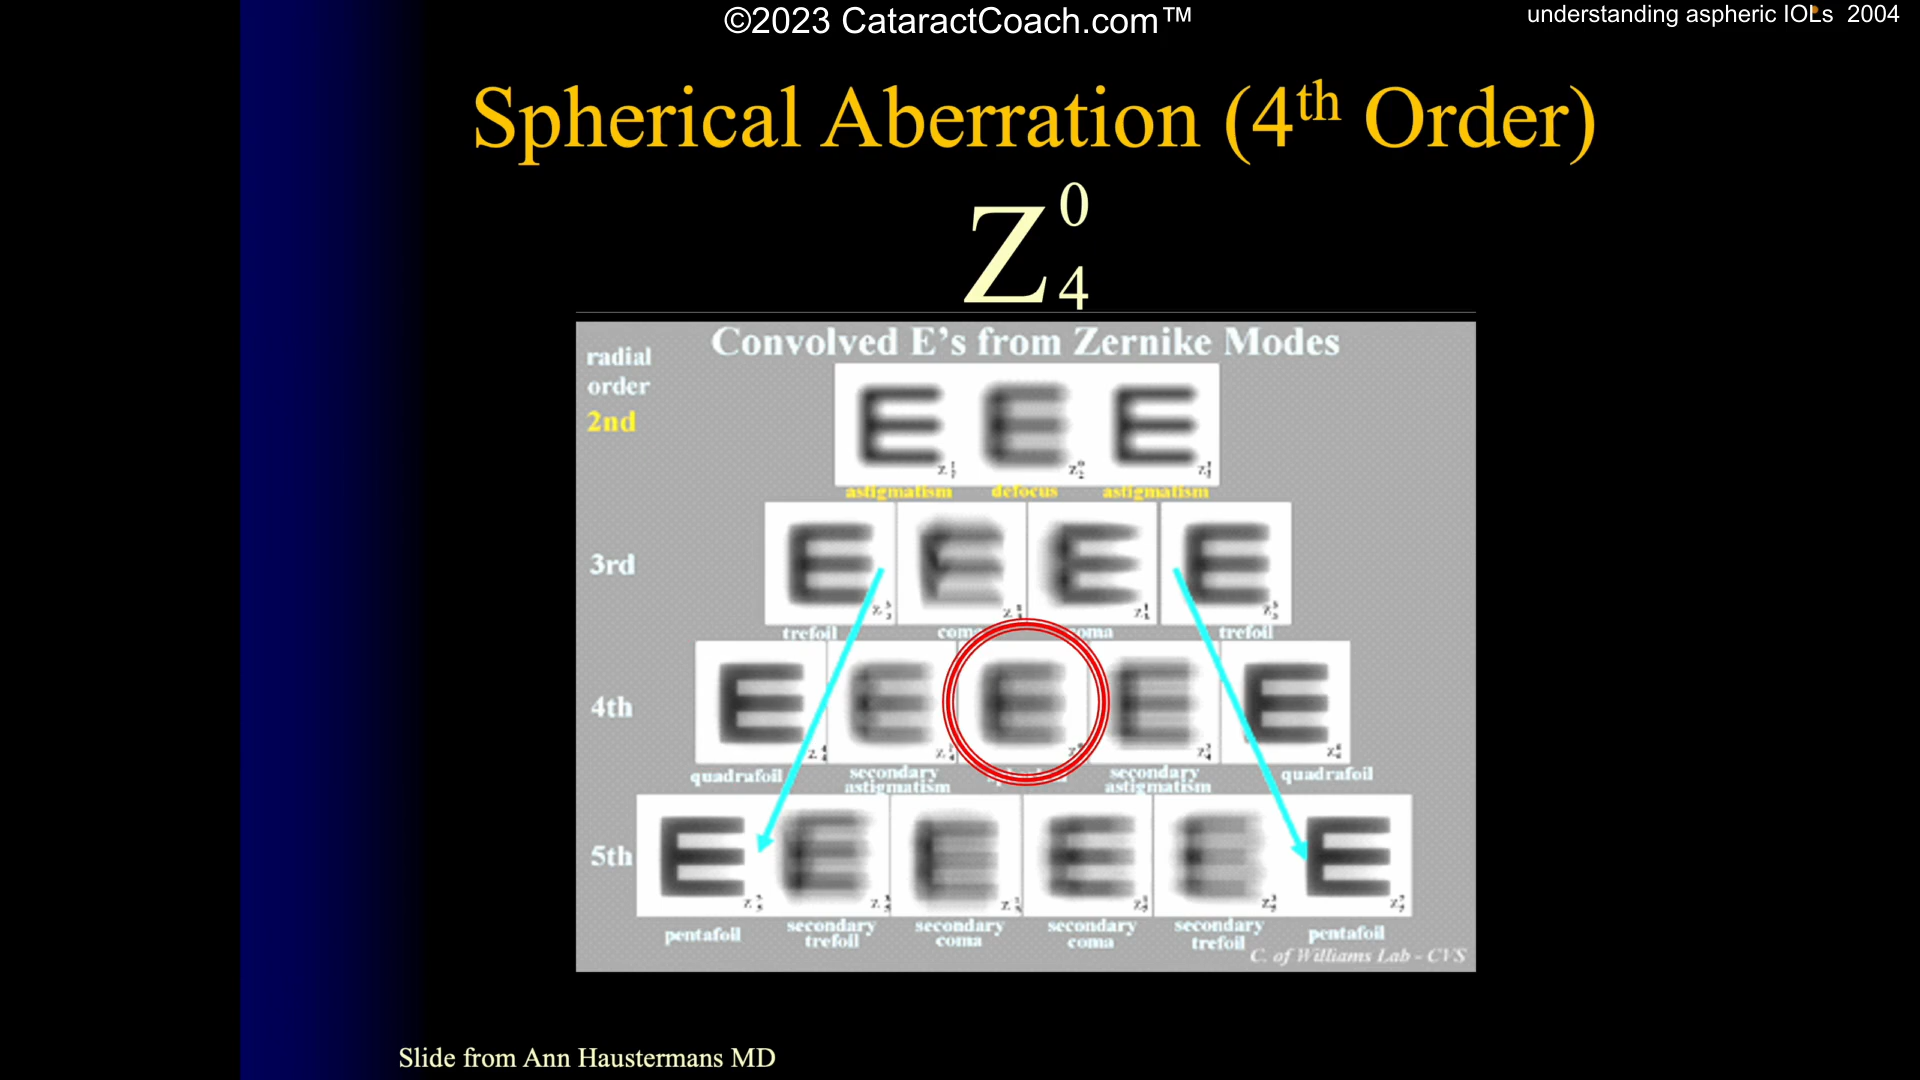 ©2023 CataractCoach.com™
understanding aspheric IOLs 2004
Spherical Aberration (4th Order)
Z 0 4
Convolved E's from Zernike Modes
radial
order
2nd
E E E
astigmatism defocus astigmatism
3rd
E E E E
trefoil coma coma trefoil
4th
E E E E E
quadrafoil secondary astigmatism secondary astigmatism quadrafoil
5th
E E E E E E
pentafoil secondary trefoil secondary coma secondary coma secondary trefoil pentafoil
C. of Williams Lab - CVS
Slide from Ann Haustermans MD